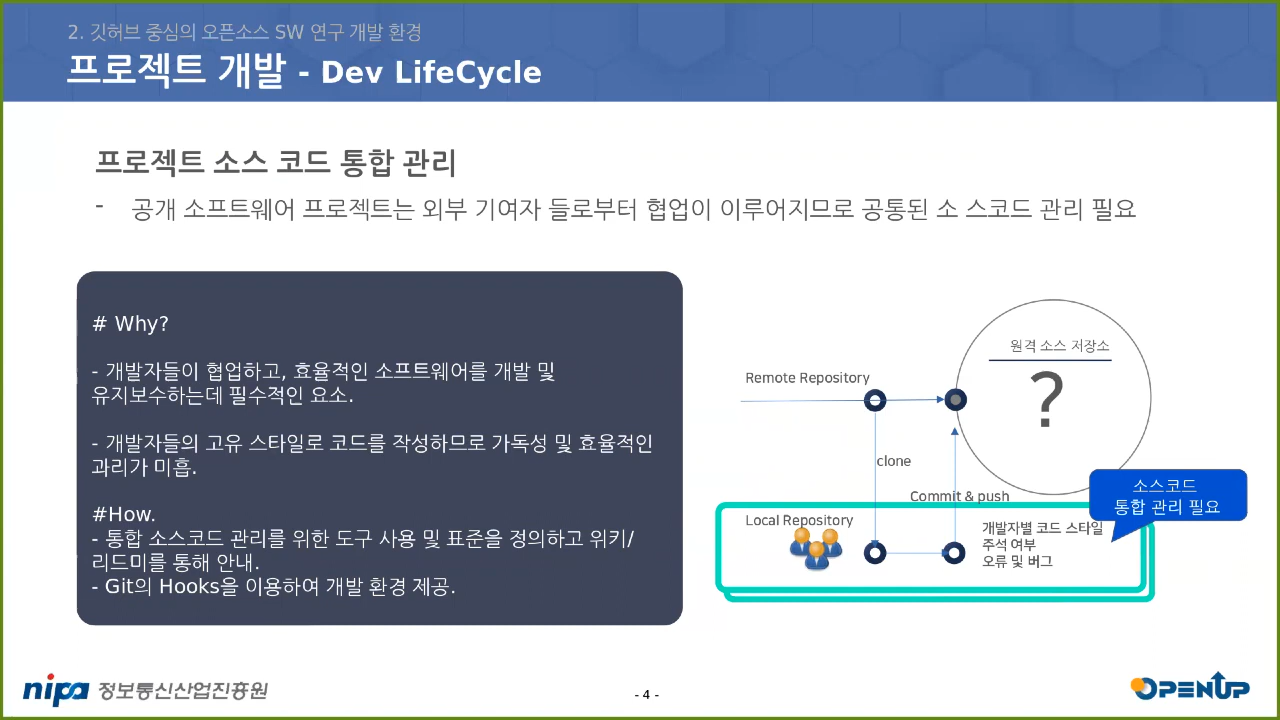 2. 깃허브 중심의 오픈소스 SW 연구 개발 환경
프로젝트 개발 - Dev LifeCycle
프로젝트 소스 코드 통합 관리
- 공개 소프트웨어 프로젝트는 외부 기여자 들로부터 협업이 이루어지므로 공통된 소 스코드 관리 필요
# Why?
- 개발자들이 협업하고, 효율적인 소프트웨어를 개발 및
유지보수하는데 필수적인 요소.
- 개발자들의 고유 스타일로 코드를 작성하므로 가독성 및 효율적인
과리가 미흡.
#How.
- 통합 소스코드 관리를 위한 도구 사용 및 표준을 정의하고 위키/
리드미를 통해 안내.
- Git의 Hooks을 이용하여 개발 환경 제공.
원격 소스 저장소
?
Remote Repository
clone
Commit & push
소스코드
통합 관리 필요
Local Repository
개발자별 코드 스타일
주석 여부
오류 및 버그
nipa 정보통신산업진흥원
- 4 -
OPENUP